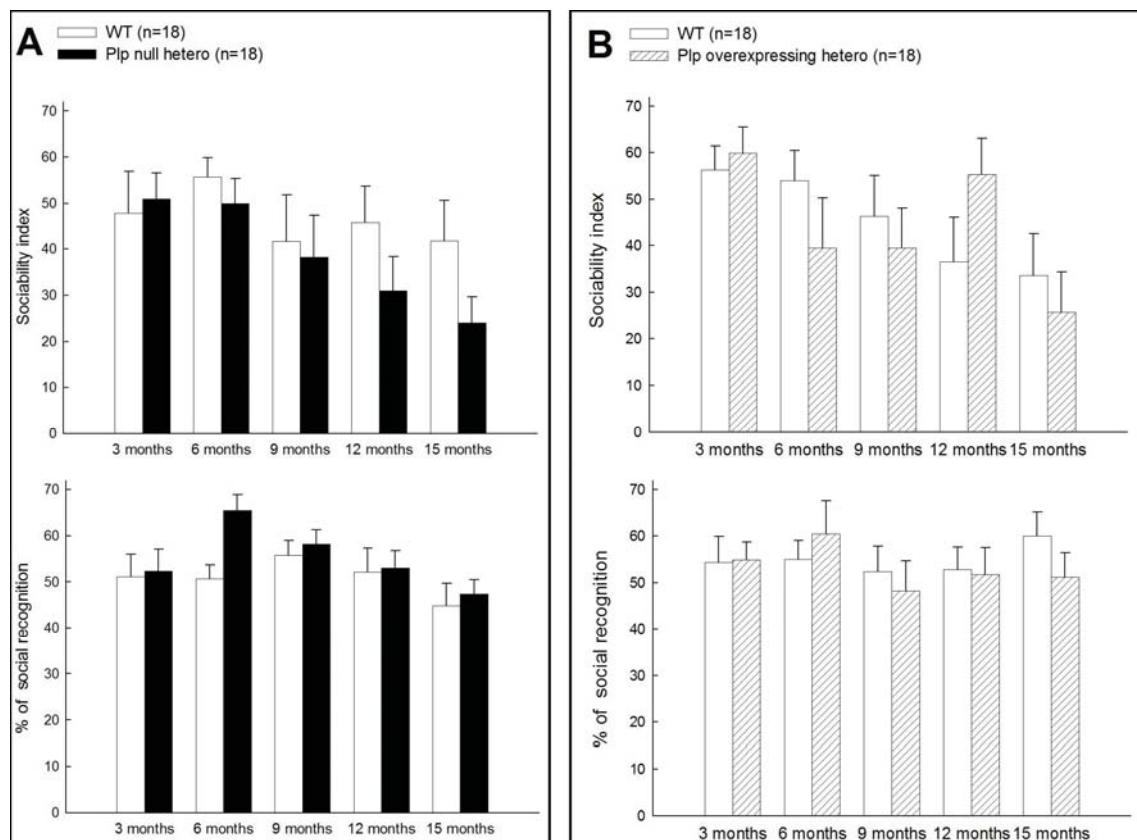 A
WT (n=18)
Plp null hetero (n=18)
70
60
50
40
30
20
10
0
Sociability index
3 months 6 months 9 months 12 months 15 months
70
60
50
40
30
20
10
0
% of social recognition
3 months 6 months 9 months 12 months 15 months
B
WT (n=18)
Plp overexpressing hetero (n=18)
70
60
50
40
30
20
10
0
Sociability index
3 months 6 months 9 months 12 months 15 months
70
60
50
40
30
20
10
0
% of social recognition
3 months 6 months 9 months 12 months 15 months